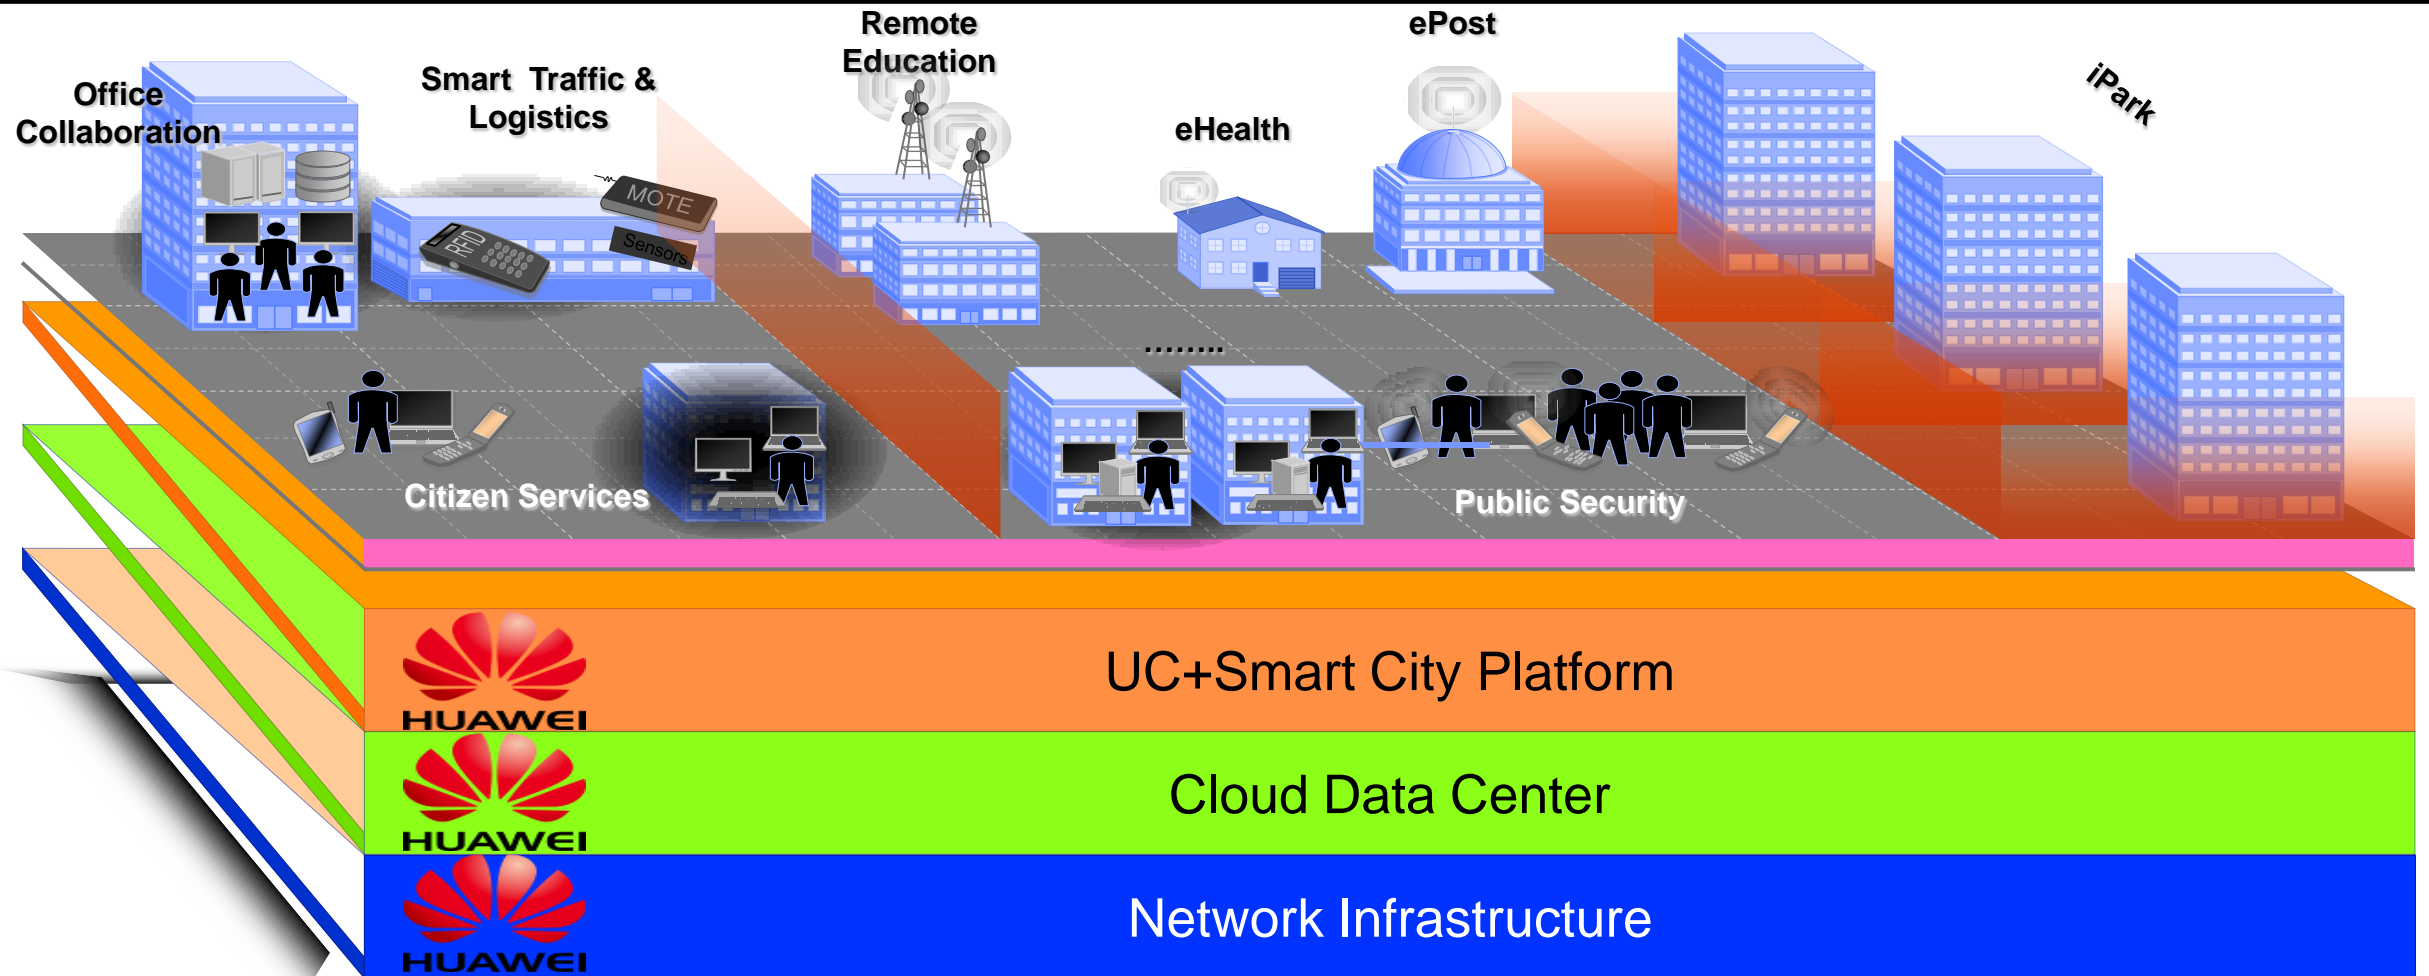 Remote
Education
ePost
Office
Collaboration
Smart Traffic &
Logistics
iPark
eHealth
MOTE
RFID
Sensors
........
Citizen Services
Public Security
HUAWEI
UC+Smart City Platform
HUAWEI
Cloud Data Center
HUAWEI
Network Infrastructure